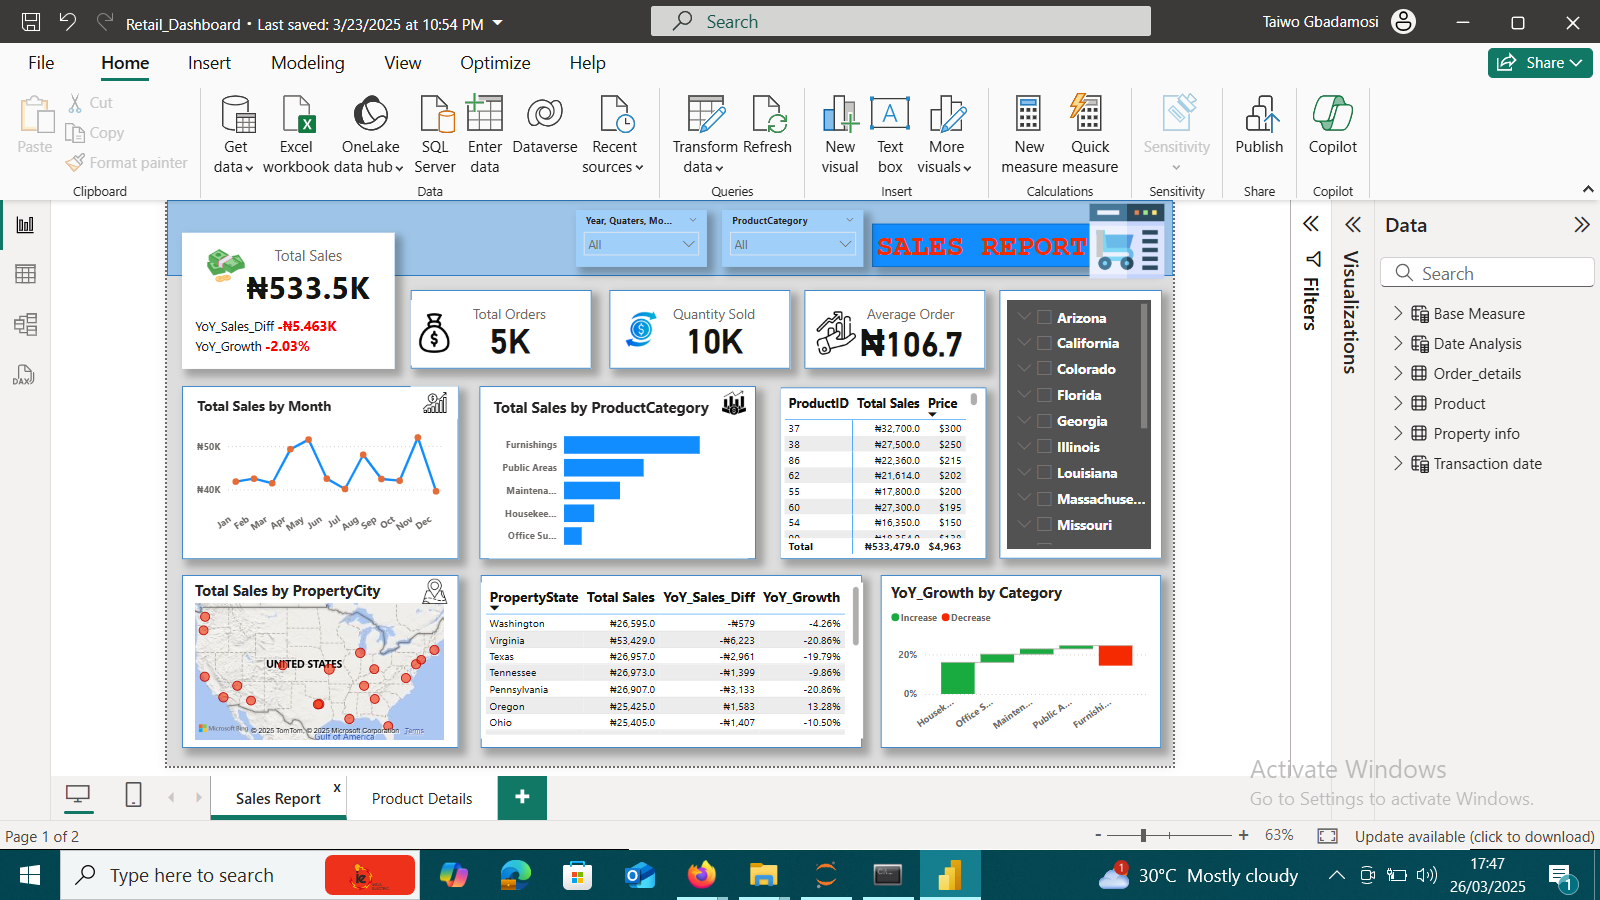 Retail_Dashboard • Last saved: 3/23/2025 at 10:54 PM
Search
Taiwo Gbadamosi
File
Home
Insert
Modeling
View
Optimize
Help
Share
Paste
Cut
Copy
Format painter
Clipboard
Get data
Excel workbook
OneLake data hub
SQL Server
Enter data
Dataverse
Recent sources
Data
Transform data
Refresh
Queries
New visual
Text box
More visuals
Insert
New measure
Quick measure
Calculations
Sensitivity
Sensitivity
Publish
Share
Copilot
Copilot
Total Sales
₦533.5K
YoY_Sales_Diff -₦5.463K
YoY_Growth -2.03%
Year, Quaters, Mo...
All
ProductCategory
All
SALES REPORT
Total Orders
5K
Quantity Sold
10K
Average Order
₦106.7
Arizona
California
Colorado
Florida
Georgia
Illinois
Louisiana
Massachuse...
Missouri
Total Sales by Month
₦50K
₦40K
Jan Feb Mar Apr May Jun Jul Aug Sep Oct Nov Dec
Total Sales by ProductCategory
Furnishings
Public Areas
Maintena...
Housekee...
Office Su...
ProductID Total Sales Price
37 ₦32,700.0 $300
38 ₦27,500.0 $250
86 ₦22,360.0 $215
62 ₦21,614.0 $202
55 ₦17,800.0 $200
60 ₦27,300.0 $195
54 ₦16,350.0 $150
Total ₦533,479.0 $4,963
Total Sales by PropertyCity
UNITED STATES
Microsoft Bing
© 2025 TomTom, © 2025 Microsoft Corporation Terms
Gulf of America
PropertyState Total Sales YoY_Sales_Diff YoY_Growth
Washington ₦26,595.0 -₦579 -4.26%
Virginia ₦53,429.0 -₦6,223 -20.86%
Texas ₦26,957.0 -₦2,961 -19.79%
Tennessee ₦26,973.0 -₦1,399 -9.86%
Pennsylvania ₦26,907.0 -₦3,133 -20.86%
Oregon ₦25,425.0 ₦1,583 13.28%
Ohio ₦25,405.0 -₦1,407 -10.50%
YoY_Growth by Category
Increase Decrease
20%
0%
Housek...
Office S...
Mainten...
Public A...
Furnishi...
Filters
Visualizations
Data
Search
Base Measure
Date Analysis
Order_details
Product
Property info
Transaction date
Activate Windows
Go to Settings to activate Windows.
Sales Report
x
Product Details
+
Page 1 of 2
- + 63%
Update available (click to download)
Type here to search
1
30°C Mostly cloudy
17:47
26/03/2025
1